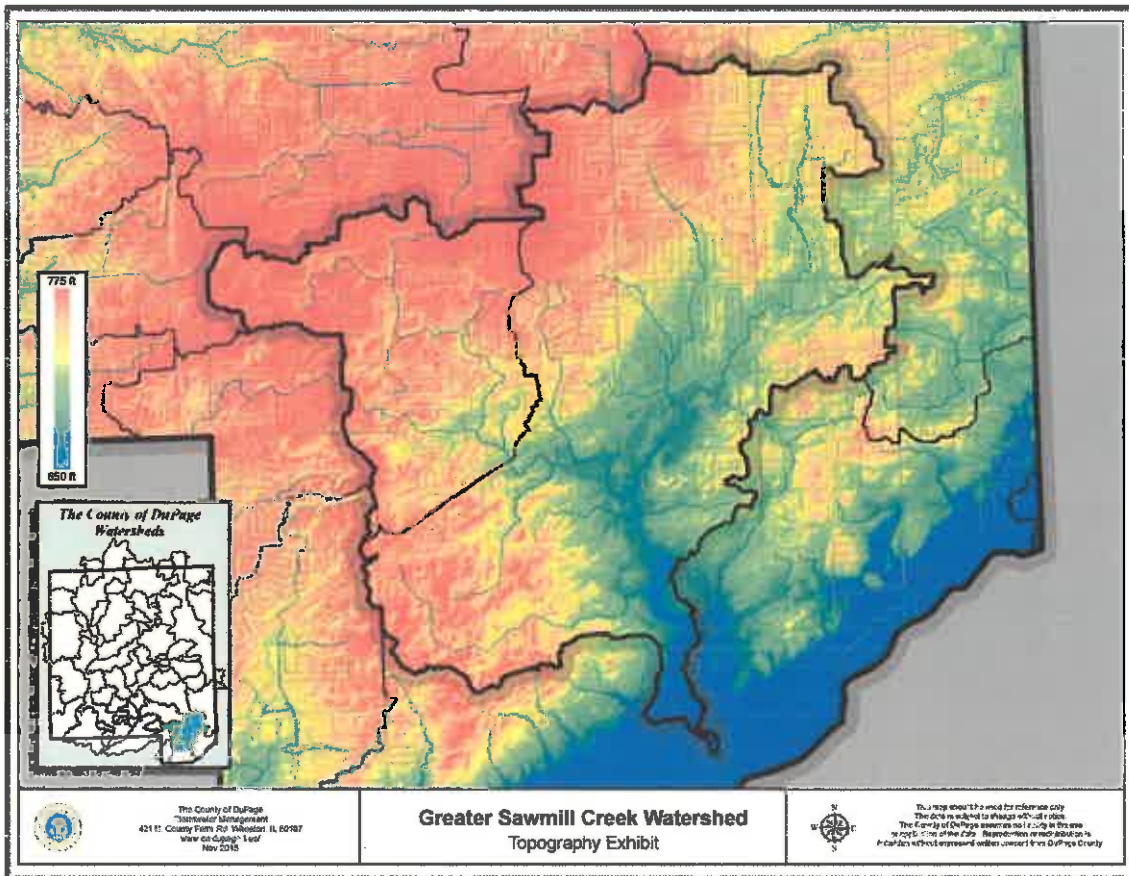 775 ft
650 ft
The County of DuPage
Watersheds
The County of DuPage
Stormwater Management
421 N. County Farm Rd Wheaton, IL 60187
Nov 2015
Greater Sawmill Creek Watershed
Topography Exhibit
N
W E
S
This map should be used for reference only
The data is subject to change without notice.
The County of DuPage assumes no liability in the use
or application of the data. Reproduction or redistribution is
forbidden without expressed written consent from DuPage County